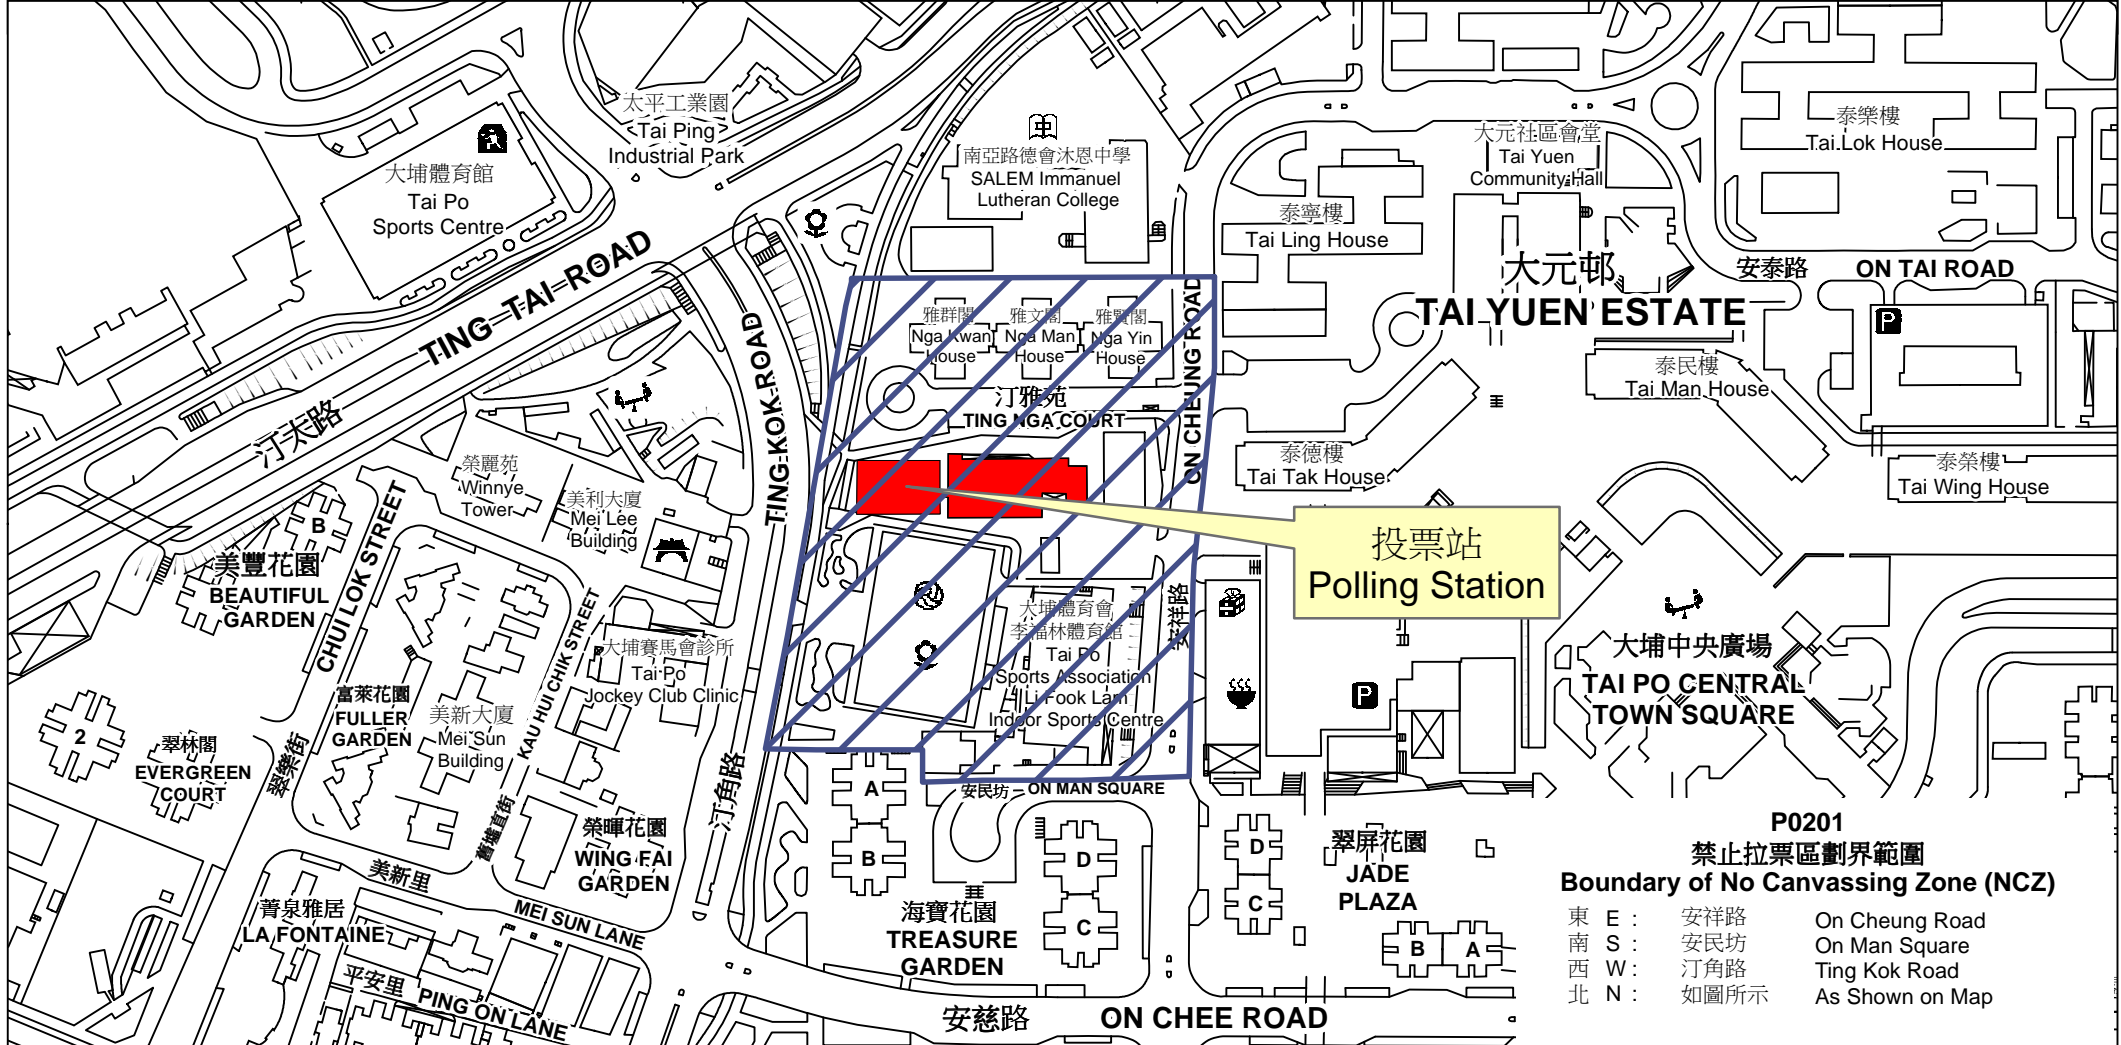 太平工業園
Tai Ping
Industrial Park
大埔體育館
Tai Po
Sports Centre
中
南亞路德會沐恩中學
SALEM Immanuel
Lutheran College
大元社區會堂
Tai Yuen
Community Hall
泰樂樓
Tai Lok House
泰寧樓
Tai Ling House
大元邨
TAI YUEN ESTATE
安泰路
ON TAI ROAD
TING TAI ROAD
汀太路
P
雅群閣
Nga Kwan
House
雅文閣
Nga Man
House
雅賢閣
Nga Yin
House
汀雅苑
TING NGA COURT
ON CHEUNG ROAD
TING KOK ROAD
泰民樓
Tai Man House
泰德樓
Tai Tak House
泰榮樓
Tai Wing House
榮麗苑
Winnye
Tower
美利大廈
Mei Lee
Building
B
美豐花園
BEAUTIFUL
GARDEN
CHUI LOK STREET
投票站
Polling Station
KAU HUI CHIK STREET
大埔賽馬會診所
Tai Po
Jockey Club Clinic
大埔體育會
李福林體育館
Tai Po
Sports Association
Li Fook Lam
Indoor Sports Centre
安祥路
大埔中央廣場
TAI PO CENTRAL
TOWN SQUARE
P
富萊花園
FULLER
GARDEN
美新大廈
Mei Sun
Building
2
翠林閣
EVERGREEN
COURT
翠樂街
舊墟直街
汀角路
安民坊
ON MAN SQUARE
A
B
D
C
海寶花園
TREASURE
GARDEN
榮暉花園
WING FAI
GARDEN
美新里
MEI SUN LANE
菁泉雅居
LA FONTAINE
平安里
PING ON LANE
安慈路
ON CHEE ROAD
D
C
翠屏花園
JADE
PLAZA
B
A
P0201
禁止拉票區劃界範圍
Boundary of No Canvassing Zone (NCZ)
東 E : 安祥路 On Cheung Road
南 S : 安民坊 On Man Square
西 W : 汀角路 Ting Kok Road
北 N : 如圖所示 As Shown on Map